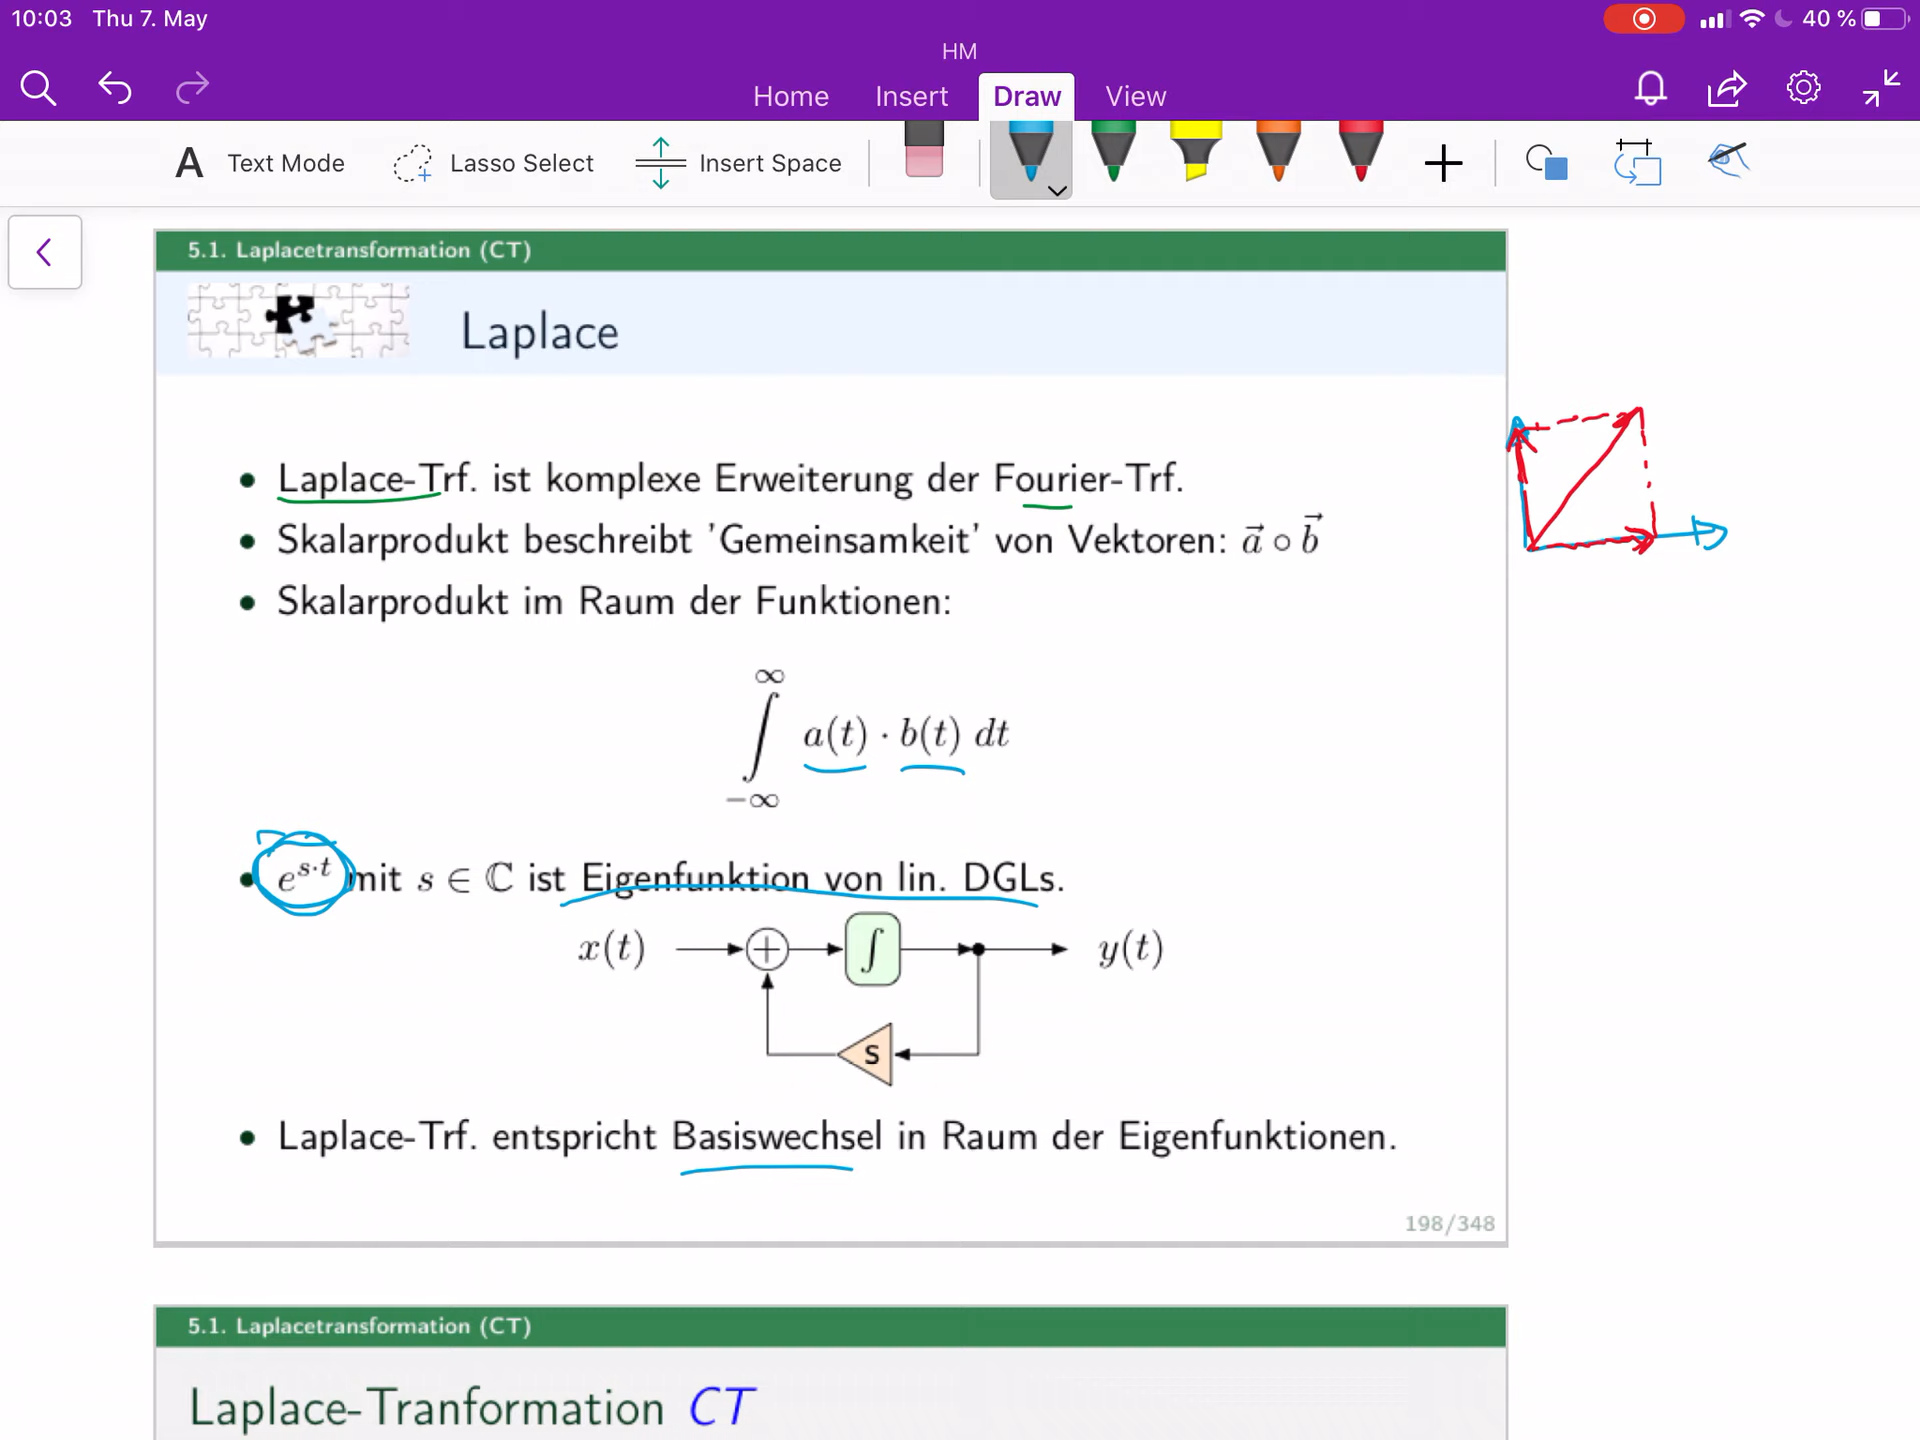 10:03 Thu 7. May 40 %
HM
Home Insert Draw View
A Text Mode Lasso Select Insert Space
5.1. Laplacetransformation (CT)
Laplace
• Laplace-Trf. ist komplexe Erweiterung der Fourier-Trf.
• Skalarprodukt beschreibt 'Gemeinsamkeit' von Vektoren: a⃗ ∘ b⃗
• Skalarprodukt im Raum der Funktionen:
∞
∫ a(t) · b(t) dt
−∞
• e^{s·t} mit s ∈ ℂ ist Eigenfunktion von lin. DGLs.
x(t) + ∫ y(t)
S
• Laplace-Trf. entspricht Basiswechsel in Raum der Eigenfunktionen.
198/348
5.1. Laplacetransformation (CT)
Laplace-Tranformation CT